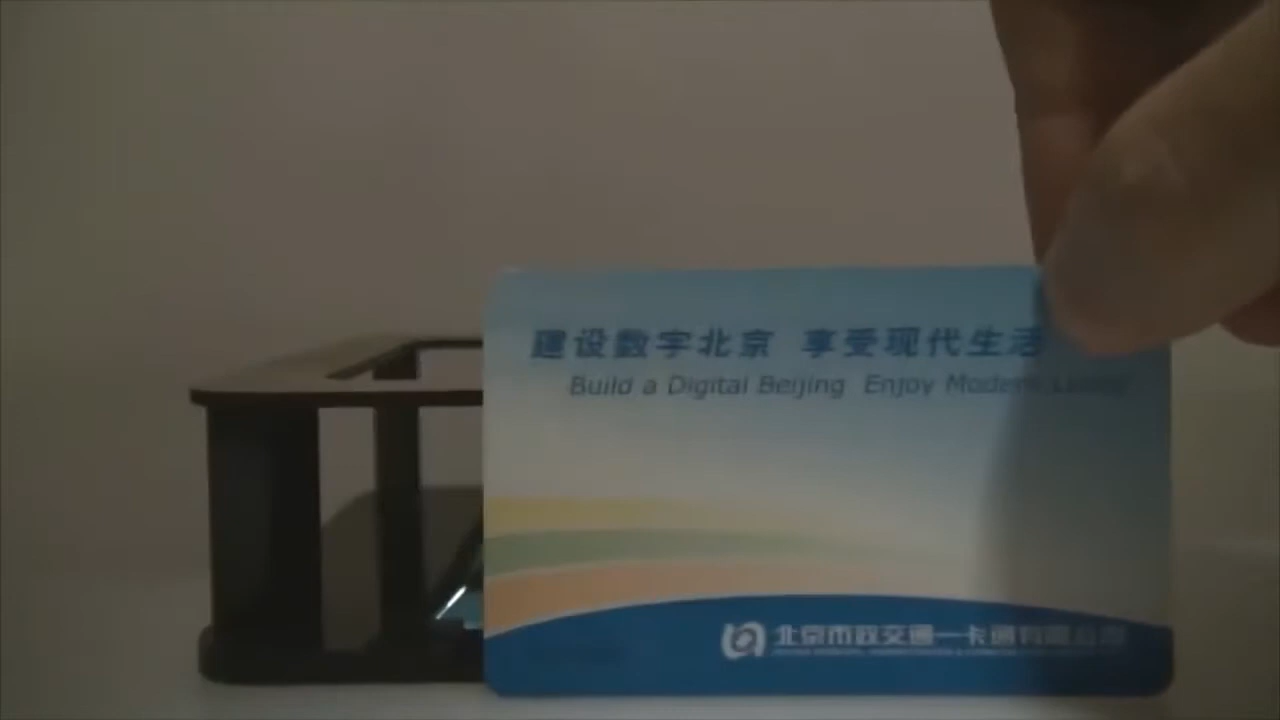 建设数字北京 享受现代生活
Build a Digital Beijing Enjoy Modern Living
北京市政交通一卡通有限公司